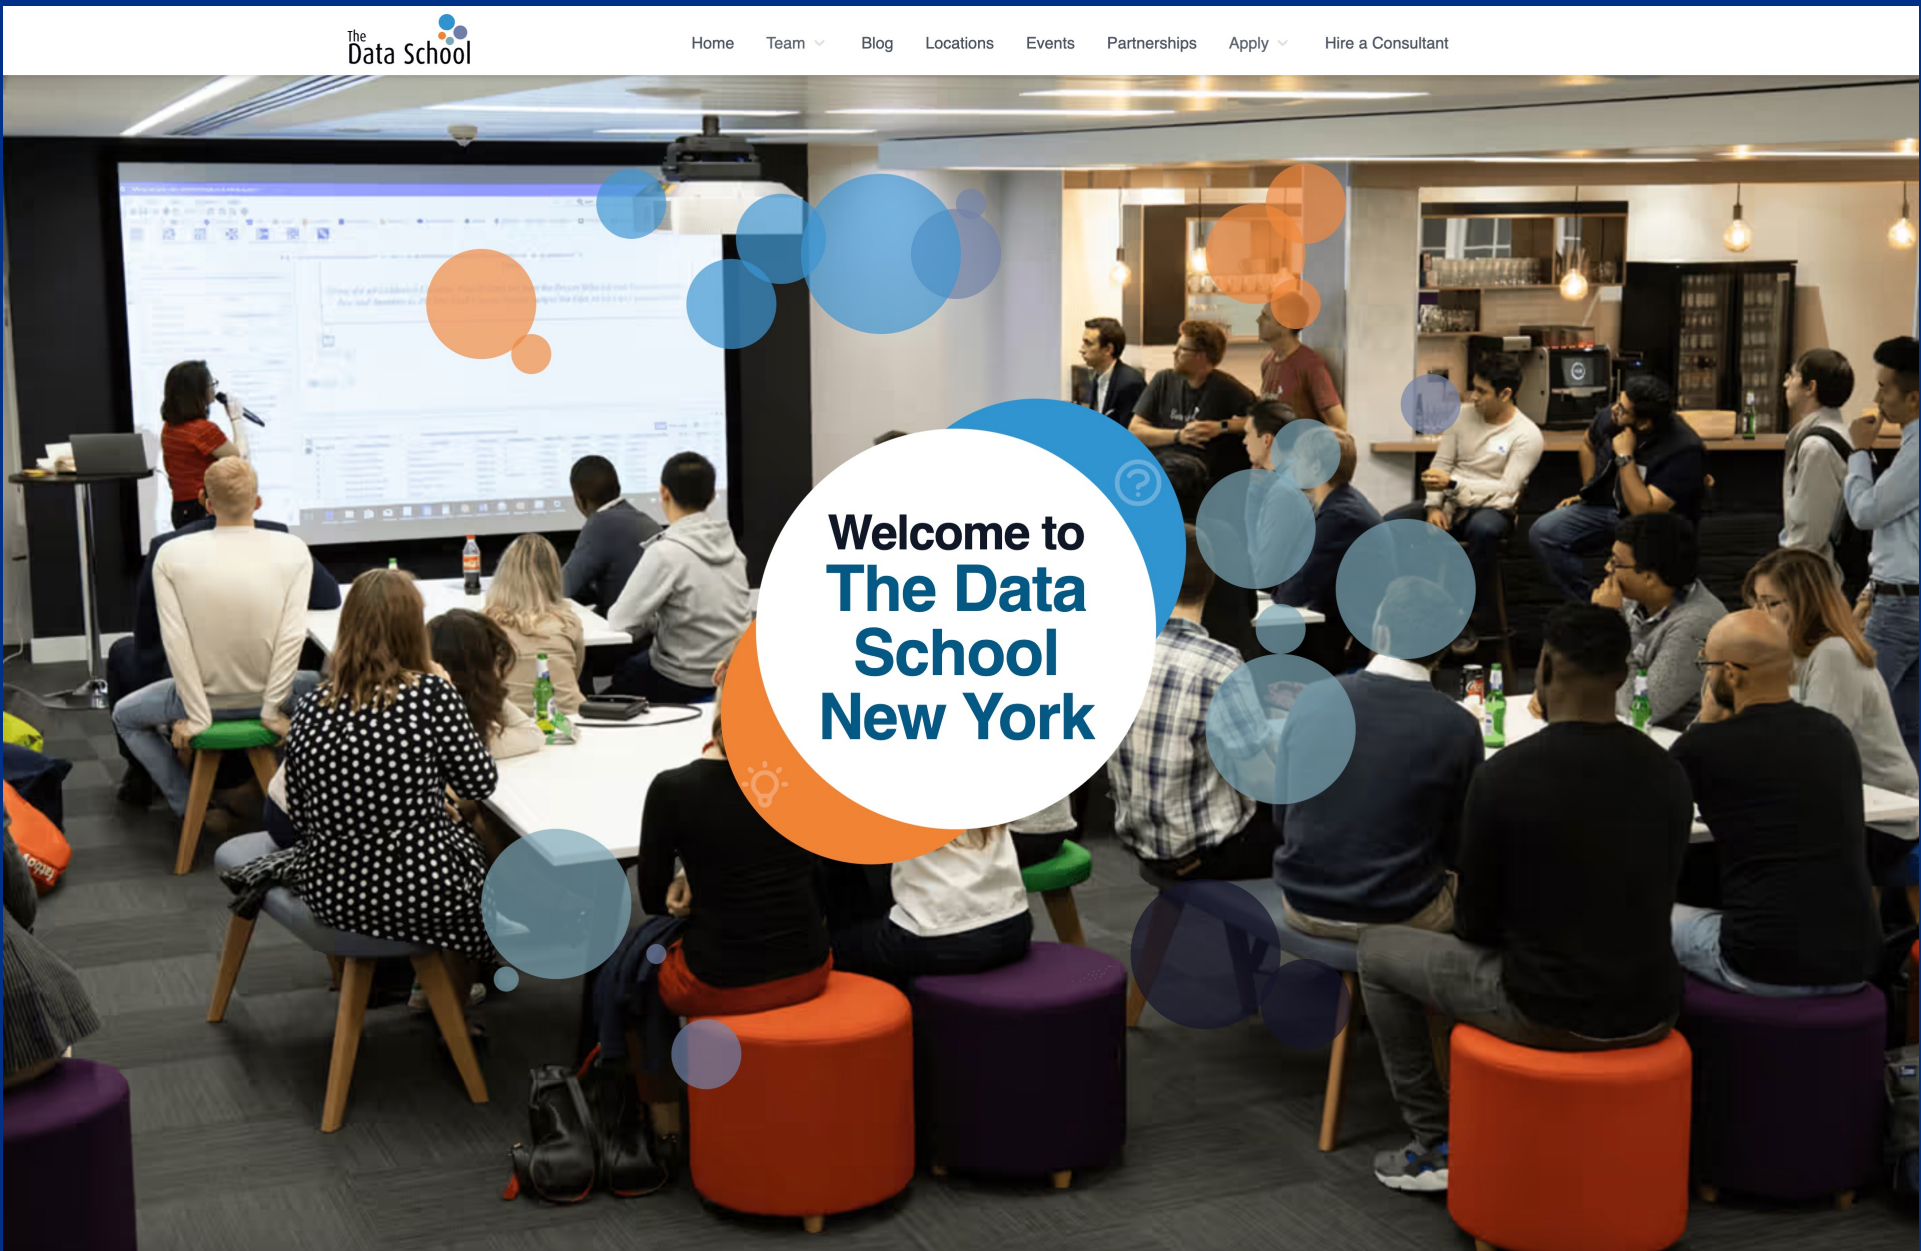 The
Data School
Home
Team
Blog
Locations
Events
Partnerships
Apply
Hire a Consultant
Welcome to
The Data
School
New York